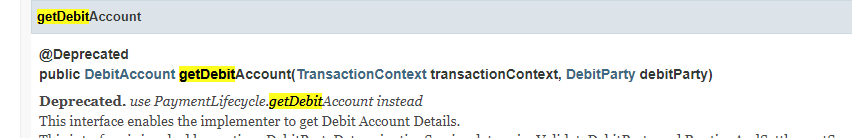 getDebitAccount
@Deprecated
public DebitAccount getDebitAccount(TransactionContext transactionContext, DebitParty debitParty)
Deprecated. use PaymentLifecycle.getDebitAccount instead
This interface enables the implementer to get Debit Account Details.